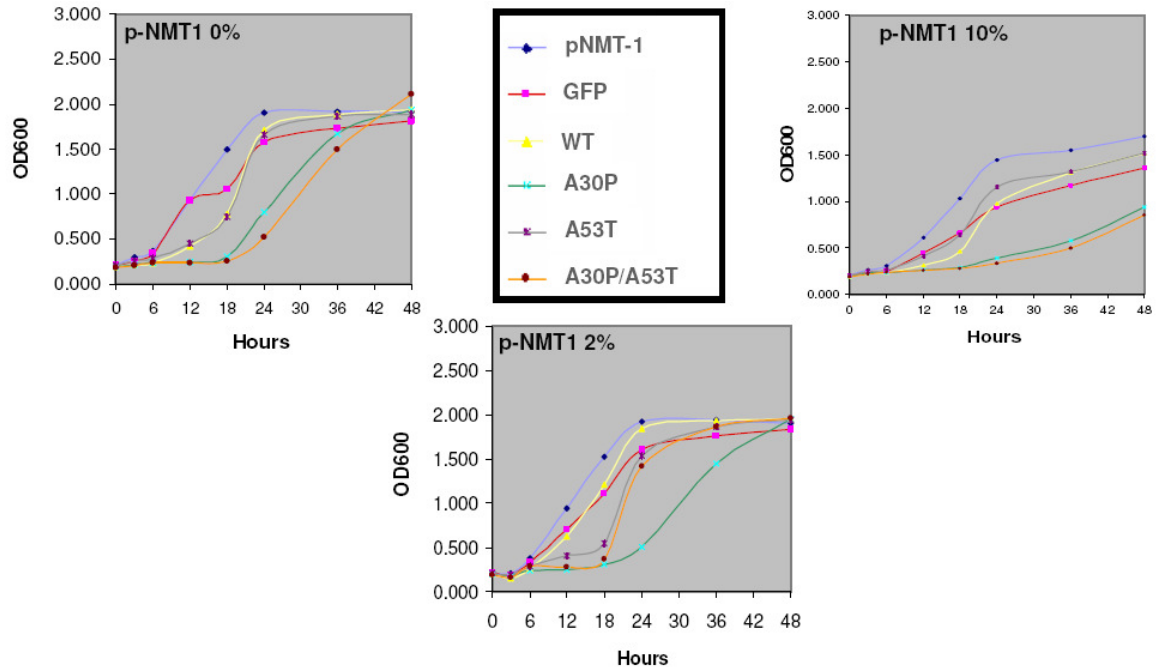 p-NMT1 0%
3.000
2.500
2.000
1.500
1.000
0.500
0.000
OD600
0 6 12 18 24 30 36 42 48
Hours
pNMT-1
GFP
WT
A30P
A53T
A30P/A53T
p-NMT1 10%
3.000
2.500
2.000
1.500
1.000
0.500
0.000
OD600
0 6 12 18 24 30 36 42 48
Hours
p-NMT1 2%
3.000
2.500
2.000
1.500
1.000
0.500
0.000
OD600
0 6 12 18 24 30 36 42 48
Hours